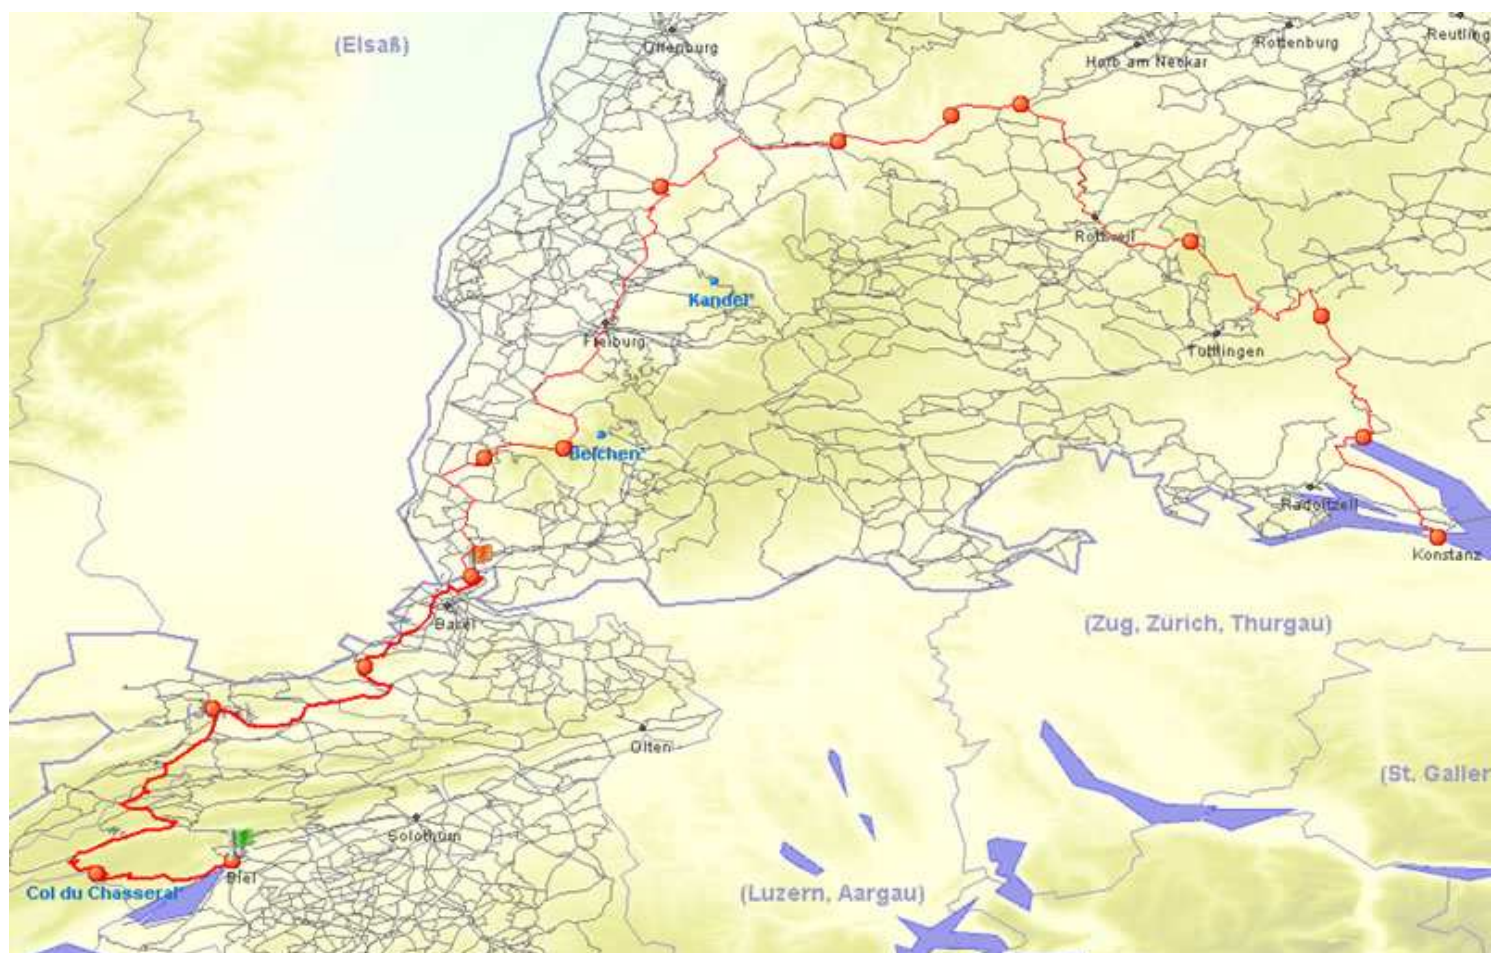 (Elsaß)
Offenburg
Rottenburg
Reutling
Horb am Neckar
Rottweil
Kandel*
Freiburg
Tuttlingen
Belchen*
Radolfzell
Konstanz
Basel
(Zug, Zürich, Thurgau)
Olten
(St. Galler
Solothurn
Biel
Col du Chasseral*
(Luzern, Aargau)